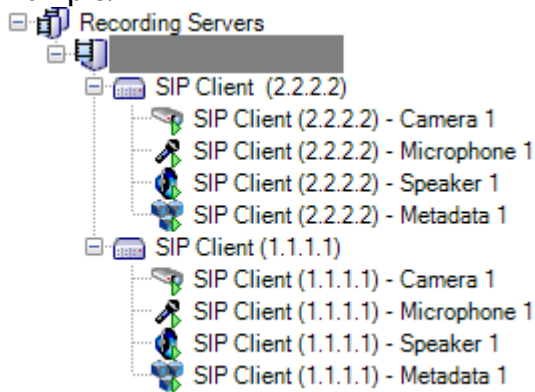 Recording Servers
SIP Client (2.2.2.2)
SIP Client (2.2.2.2) - Camera 1
SIP Client (2.2.2.2) - Microphone 1
SIP Client (2.2.2.2) - Speaker 1
SIP Client (2.2.2.2) - Metadata 1
SIP Client (1.1.1.1)
SIP Client (1.1.1.1) - Camera 1
SIP Client (1.1.1.1) - Microphone 1
SIP Client (1.1.1.1) - Speaker 1
SIP Client (1.1.1.1) - Metadata 1